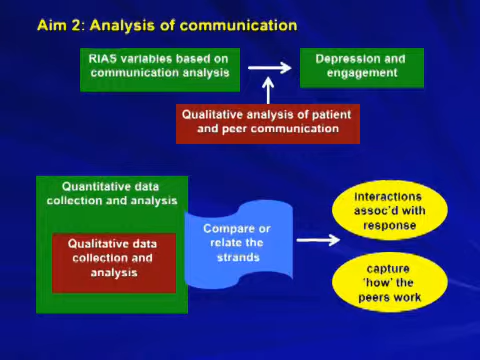 Aim 2: Analysis of communication
RIAS variables based on
communication analysis
Depression and
engagement
Qualitative analysis of patient
and peer communication
Quantitative data
collection and analysis
Qualitative data
collection and
analysis
Compare or
relate the
strands
interactions
assoc'd with
response
capture
'how' the
peers work